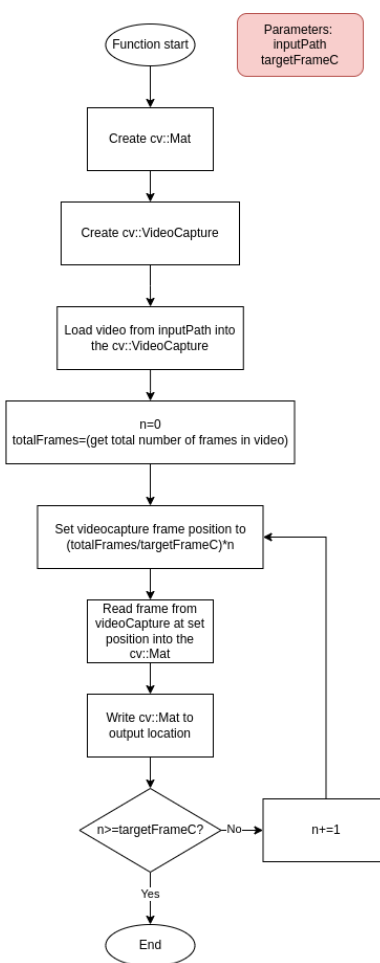 Function start
Parameters:
inputPath
targetFrameC
Create cv::Mat
Create cv::VideoCapture
Load video from inputPath into
the cv::VideoCapture
n=0
totalFrames=(get total number of frames in video)
Set videocapture frame position to
(totalFrames/targetFrameC)*n
Read frame from
videoCapture at set
position into the
cv::Mat
Write cv::Mat to
output location
n>=targetFrameC?
No
n+=1
Yes
End